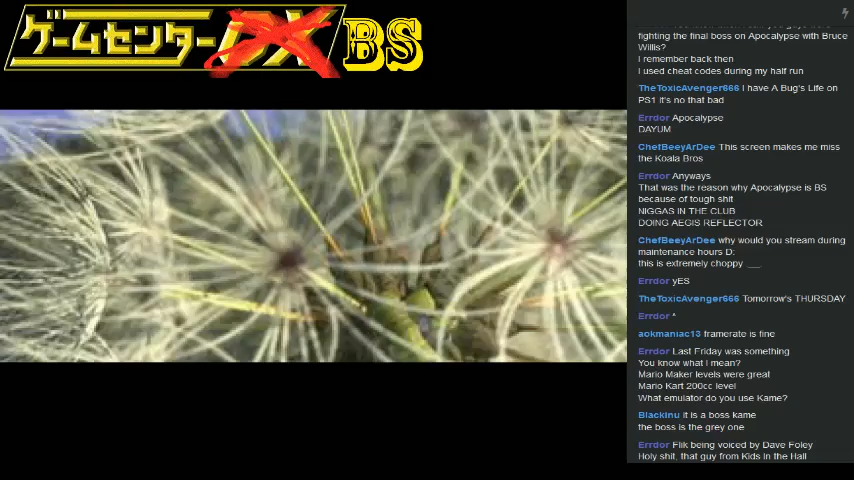 ゲームセンターDX BS
fighting the final boss on Apocalypse with Bruce
Willis?
I remember back then
I used cheat codes during my half run
TheToxicAvenger666 I have A Bug's Life on
PS1 it's no that bad
Errdor Apocalypse
DAYUM
ChefBeeyArDee This screen makes me miss
the Koala Bros
Errdor Anyways
That was the reason why Apocalypse is BS
because of tough shit
NIGGAS IN THE CLUB
DOING AEGIS REFLECTOR
ChefBeeyArDee why would you stream during
maintenance hours D:
this is extremely choppy ___
Errdor yES
TheToxicAvenger666 Tomorrow's THURSDAY
Errdor ^
aokmaniac13 framerate is fine
Errdor Last Friday was something
You know what I mean?
Mario Maker levels were great
Mario Kart 200cc level
What emulator do you use Kame?
Blackinu it is a boss kame
the boss is the grey one
Errdor Flik being voiced by Dave Foley
Holy shit, that guy from Kids in the Hall